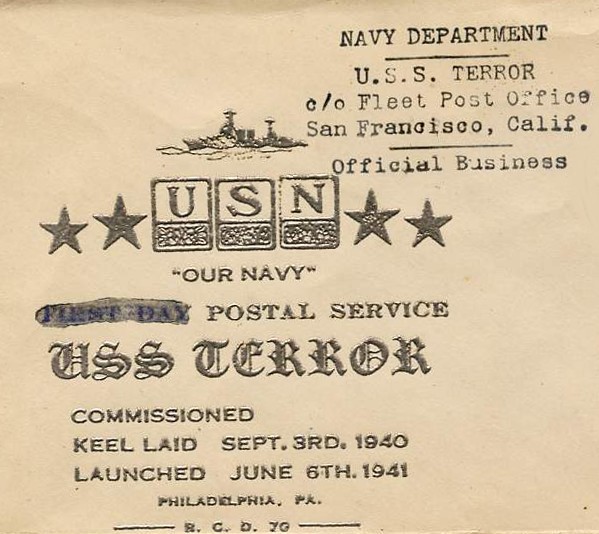 NAVY DEPARTMENT
U.S.S. TERROR
c/o Fleet Post Office
San Francisco, Calif.
Official Business
USN
"OUR NAVY"
FIRST DAY POSTAL SERVICE
USS TERROR
COMMISSIONED
KEEL LAID SEPT. 3RD. 1940
LAUNCHED JUNE 6TH. 1941
PHILADELPHIA, PA.
R. C. D. 70